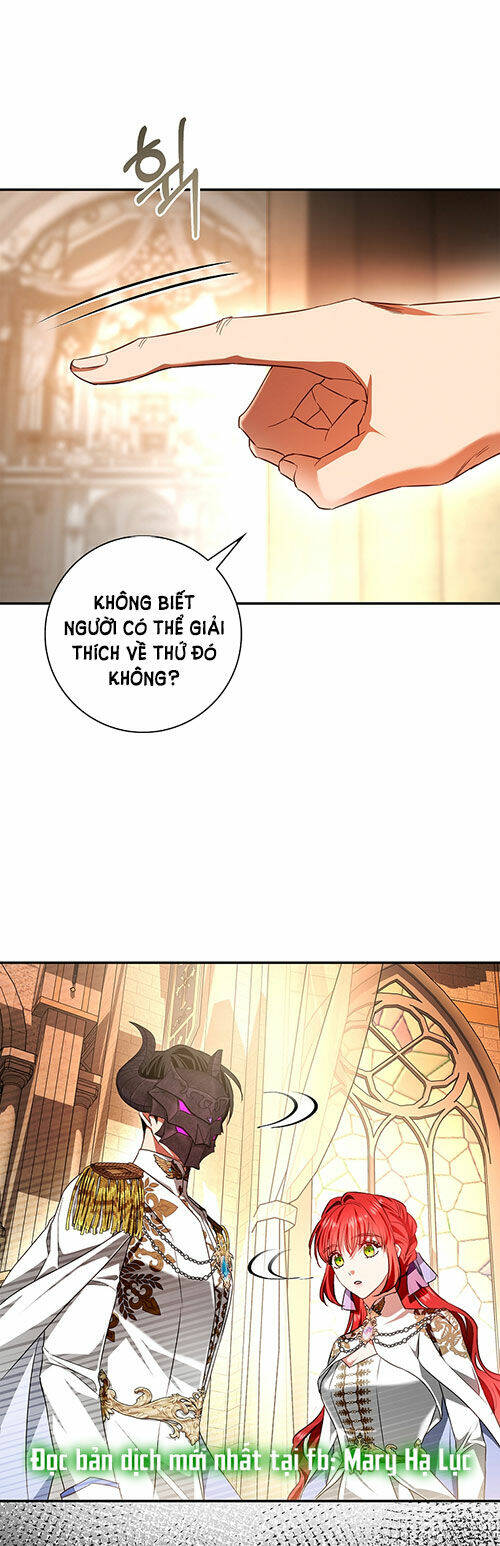 휙
KHÔNG BIẾT
NGƯỜI CÓ THỂ GIẢI
THÍCH VỀ THỨ ĐÓ
KHÔNG?
Đọc bản dịch mới nhất tại fb: Mary Hạ Lục